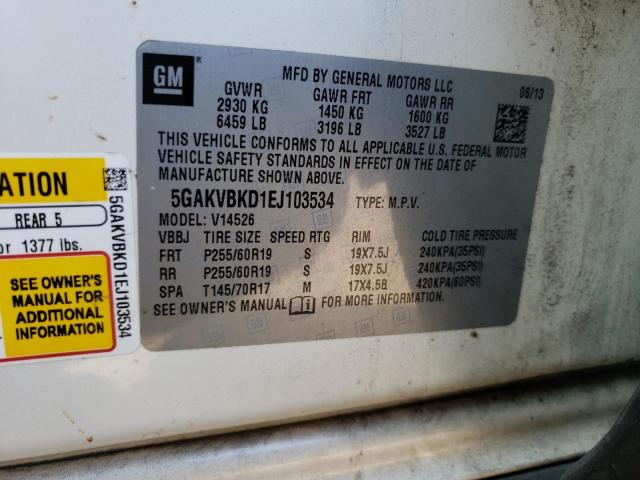 GM
MFD BY GENERAL MOTORS LLC 06/13
GVWR GAWR FRT GAWR RR
2930 KG 1450 KG 1600 KG
6459 LB 3196 LB 3527 LB
THIS VEHICLE CONFORMS TO ALL APPLICABLE U.S. FEDERAL MOTOR
VEHICLE SAFETY STANDARDS IN EFFECT ON THE DATE OF
MANUFACTURE SHOWN ABOVE.
5GAKVBKD1EJ103534 TYPE: M.P.V.
MODEL: V14526
VBBJ TIRE SIZE SPEED RTG RIM COLD TIRE PRESSURE
FRT P255/60R19 S 19X7.5J 240KPA(35PSI)
RR P255/60R19 S 19X7.5J 240KPA(35PSI)
SPA T145/70R17 M 17X4.5B 420KPA(60PSI)
SEE OWNER'S MANUAL FOR MORE INFORMATION.
ATION
REAR 5
or 1377 lbs.
SEE OWNER'S
MANUAL FOR
ADDITIONAL
INFORMATION
5GAKVBKD1EJ103534